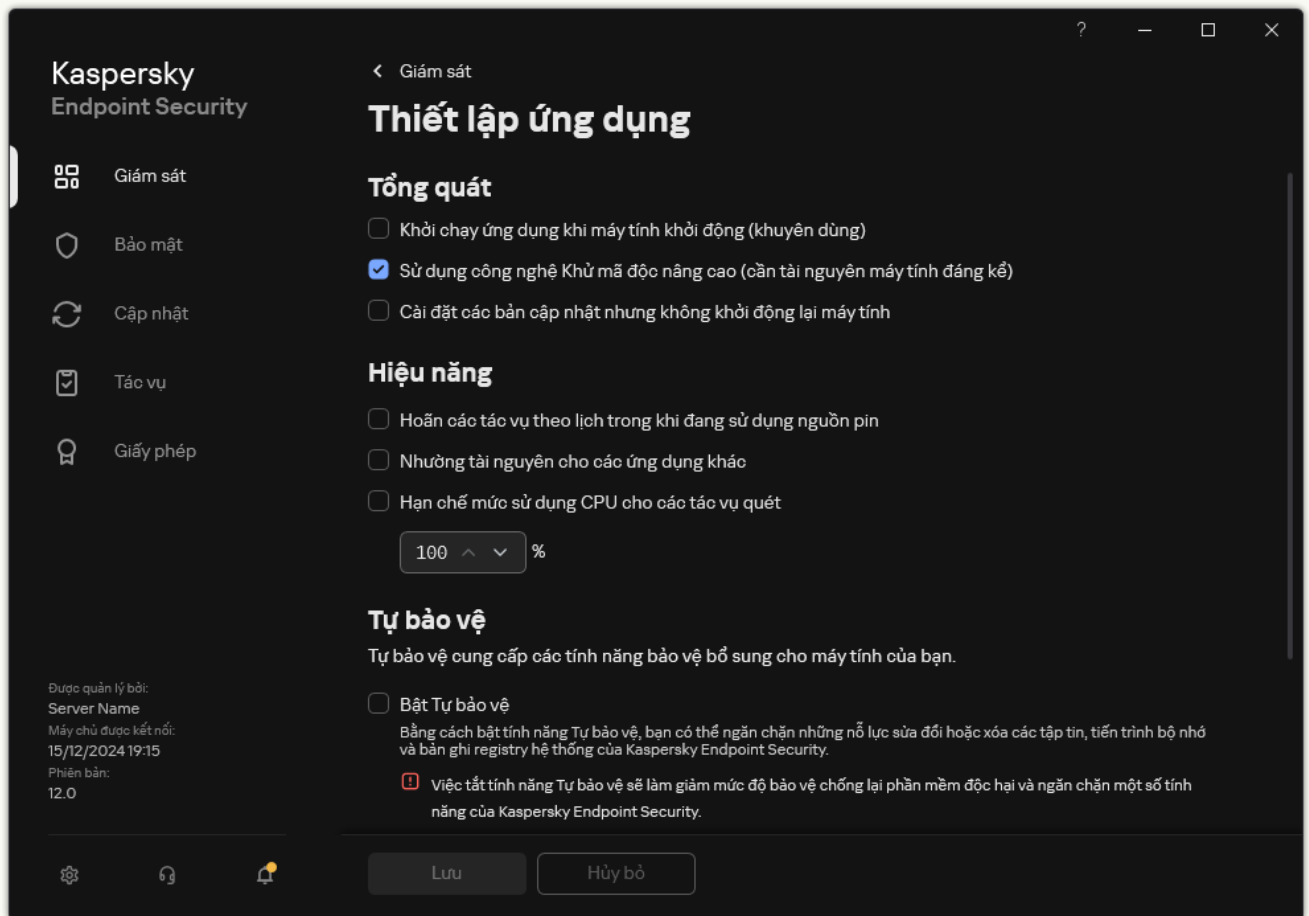 ?
Kaspersky
Endpoint Security
Giám sát
Bảo mật
Cập nhật
Tác vụ
Giấy phép
Được quản lý bởi:
Server Name
Máy chủ được kết nối:
15/12/2024 19:15
Phiên bản:
12.0
Giám sát
Thiết lập ứng dụng
Tổng quát
Khởi chạy ứng dụng khi máy tính khởi động (khuyên dùng)
Sử dụng công nghệ Khử mã độc nâng cao (cần tài nguyên máy tính đáng kể)
Cài đặt các bản cập nhật nhưng không khởi động lại máy tính
Hiệu năng
Hoãn các tác vụ theo lịch trong khi đang sử dụng nguồn pin
Nhường tài nguyên cho các ứng dụng khác
Hạn chế mức sử dụng CPU cho các tác vụ quét
100 %
Tự bảo vệ
Tự bảo vệ cung cấp các tính năng bảo vệ bổ sung cho máy tính của bạn.
Bật Tự bảo vệ
Bằng cách bật tính năng Tự bảo vệ, bạn có thể ngăn chặn những nỗ lực sửa đổi hoặc xóa các tập tin, tiến trình bộ nhớ
và bản ghi registry hệ thống của Kaspersky Endpoint Security.
Việc tắt tính năng Tự bảo vệ sẽ làm giảm mức độ bảo vệ chống lại phần mềm độc hại và ngăn chặn một số tính
năng của Kaspersky Endpoint Security.
Lưu
Hủy bỏ